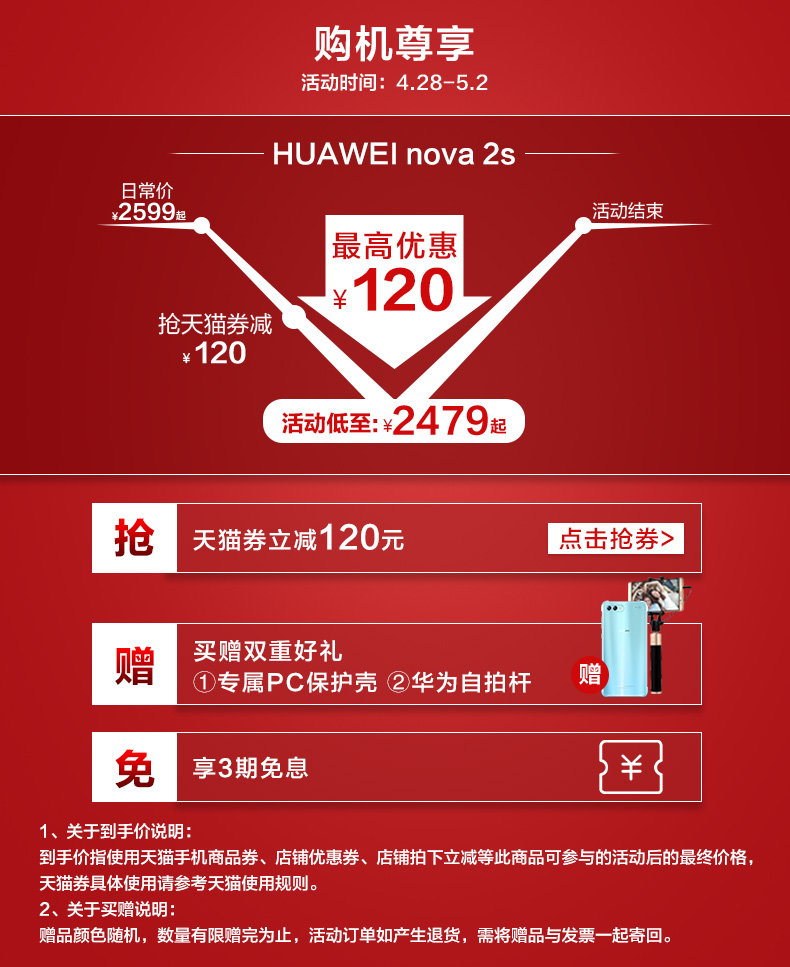 购机尊享
活动时间：4.28-5.2
HUAWEI nova 2s
日常价
¥2599起
活动结束
最高优惠
¥120
抢天猫券减
¥120
活动低至:¥2479起
抢
天猫券立减120元
点击抢券>
赠
买赠双重好礼
①专属PC保护壳 ②华为自拍杆
赠
免
享3期免息
¥
1、关于到手价说明：
到手价指使用天猫手机商品券、店铺优惠券、店铺拍下立减等此商品可参与的活动后的最终价格，
天猫券具体使用请参考天猫使用规则。
2、关于买赠说明：
赠品颜色随机，数量有限赠完为止，活动订单如产生退货，需将赠品与发票一起寄回。